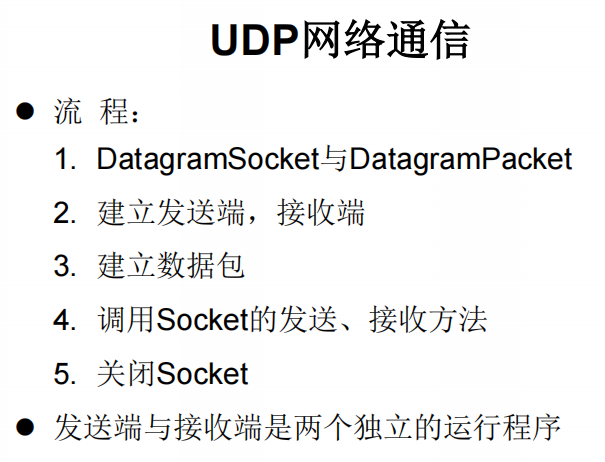 UDP网络通信
● 流 程：
1. DatagramSocket与DatagramPacket
2. 建立发送端，接收端
3. 建立数据包
4. 调用Socket的发送、接收方法
5. 关闭Socket
● 发送端与接收端是两个独立的运行程序